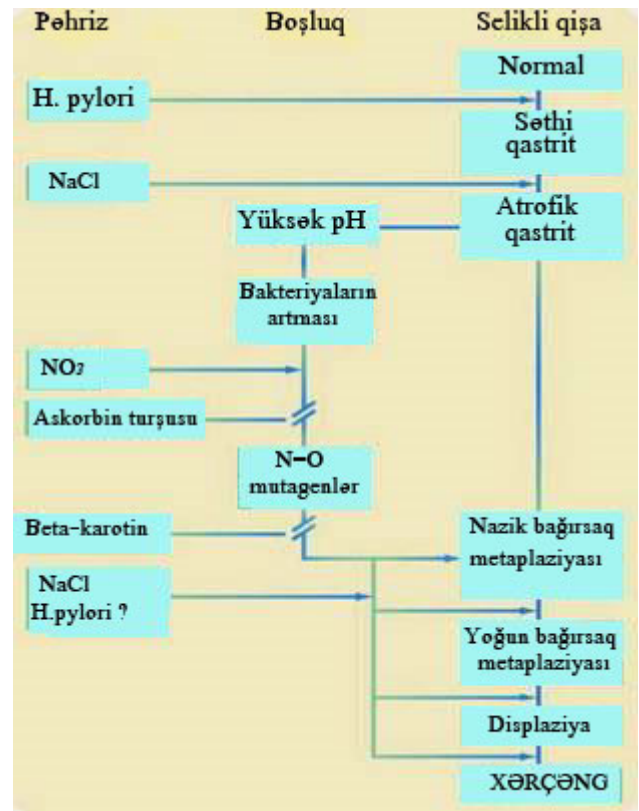 Pəhriz Boşluq Selikli qişa
Normal
H. pylori
Səthi
qastrit
NaCl
Yüksək pH
Atrofik
qastrit
Bakteriyaların
artması
NO₂
Askorbin turşusu
N-O
mutagenlər
Beta-karotin
Nazik bağırsaq
metaplaziyası
NaCl
H.pylori ?
Yoğun bağırsaq
metaplaziyası
Displaziya
XƏRÇƏNG